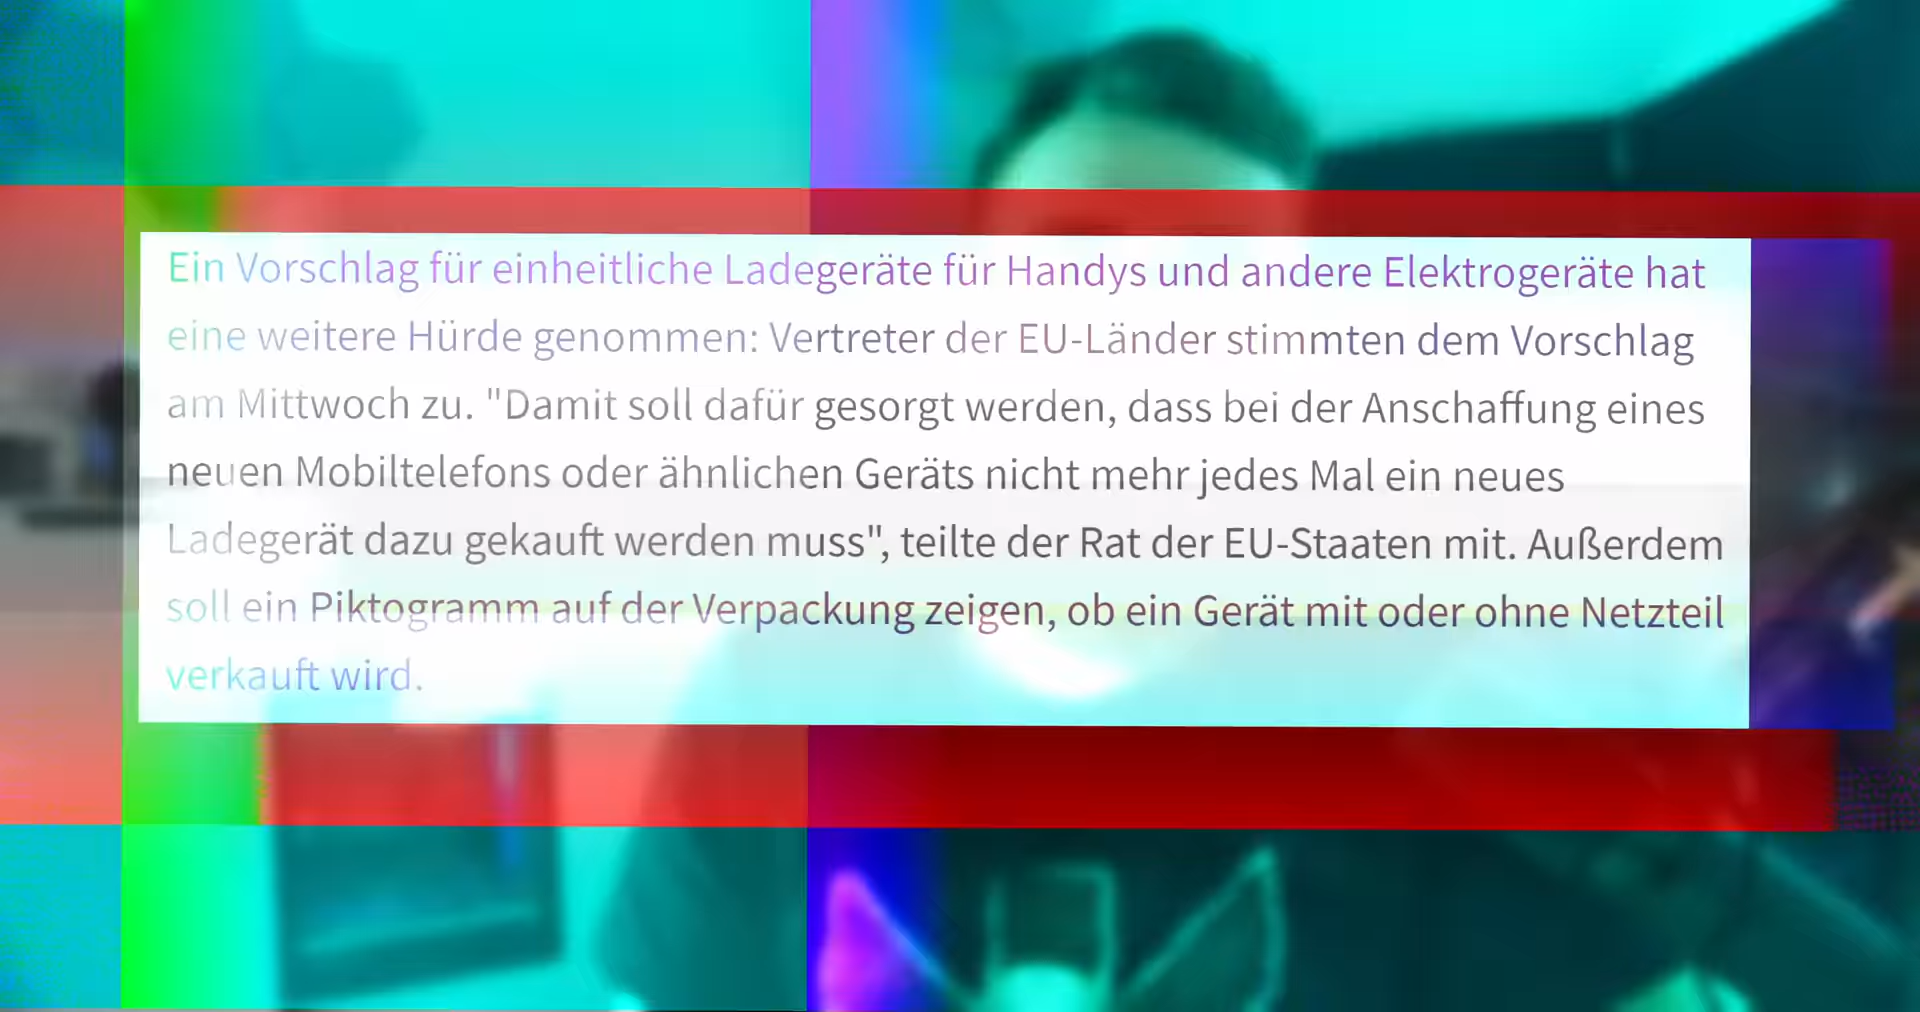 Ein Vorschlag für einheitliche Ladegeräte für Handys und andere Elektrogeräte hat
eine weitere Hürde genommen: Vertreter der EU-Länder stimmten dem Vorschlag
am Mittwoch zu. "Damit soll dafür gesorgt werden, dass bei der Anschaffung eines
neuen Mobiltelefons oder ähnlichen Geräts nicht mehr jedes Mal ein neues
Ladegerät dazu gekauft werden muss", teilte der Rat der EU-Staaten mit. Außerdem
soll ein Piktogramm auf der Verpackung zeigen, ob ein Gerät mit oder ohne Netzteil
verkauft wird.